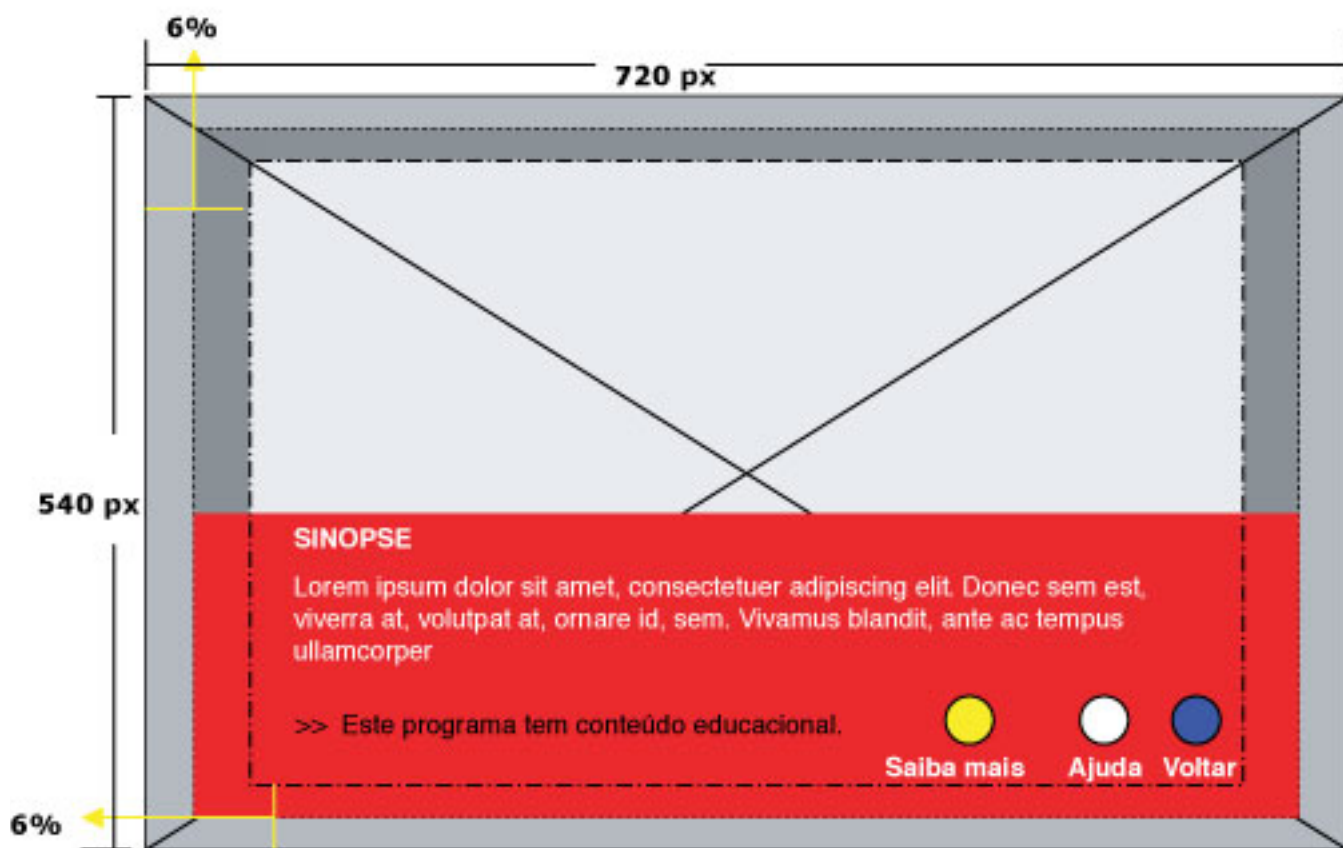 6%
720 px
540 px
SINOPSE
Lorem ipsum dolor sit amet, consectetuer adipiscing elit. Donec sem est,
viverra at, volutpat at, ornare id, sem. Vivamus blandit, ante ac tempus
ullamcorper
>> Este programa tem conteúdo educacional.
Saiba mais Ajuda Voltar
6%